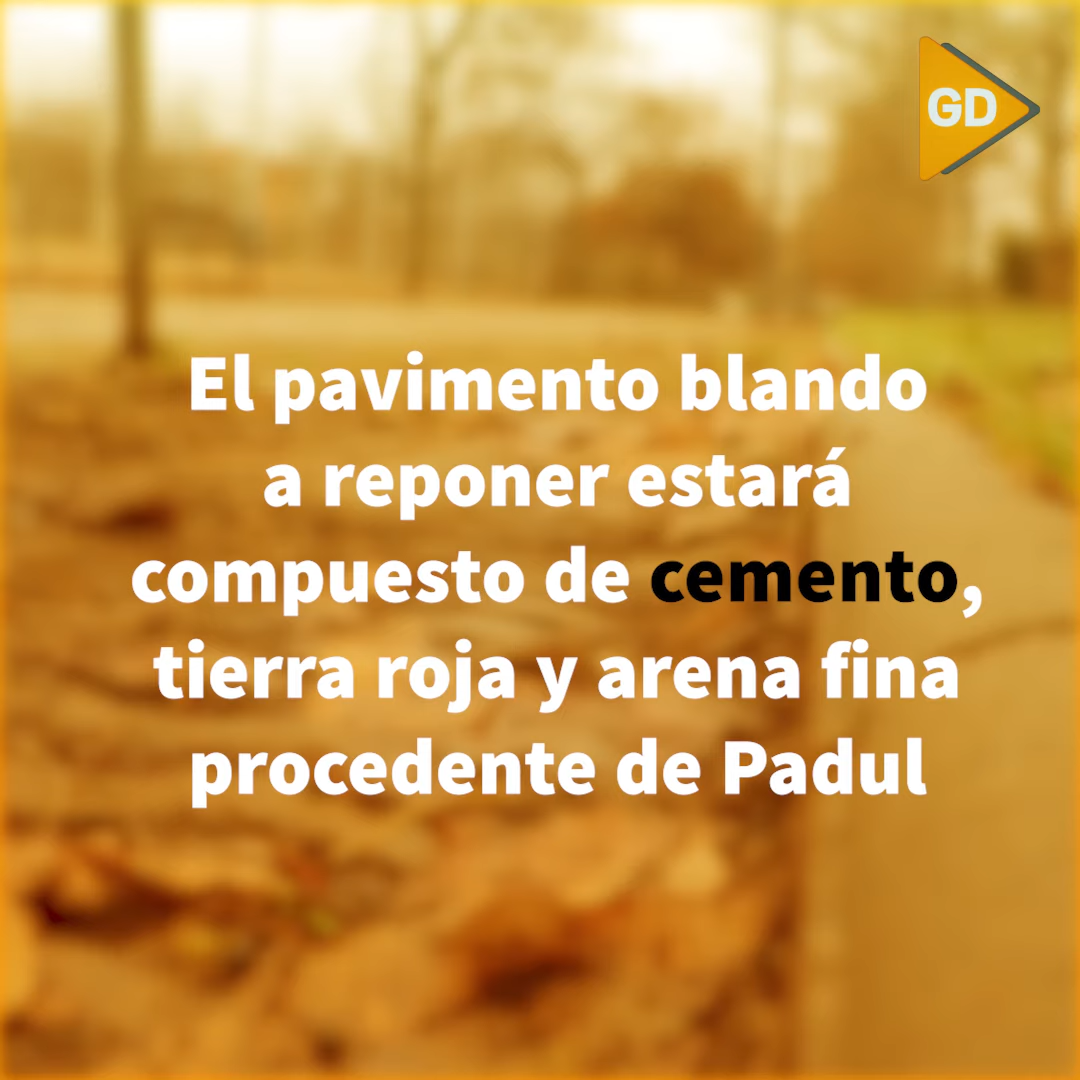 GD
El pavimento blando
a reponer estará
compuesto de cemento,
tierra roja y arena fina
procedente de Padul